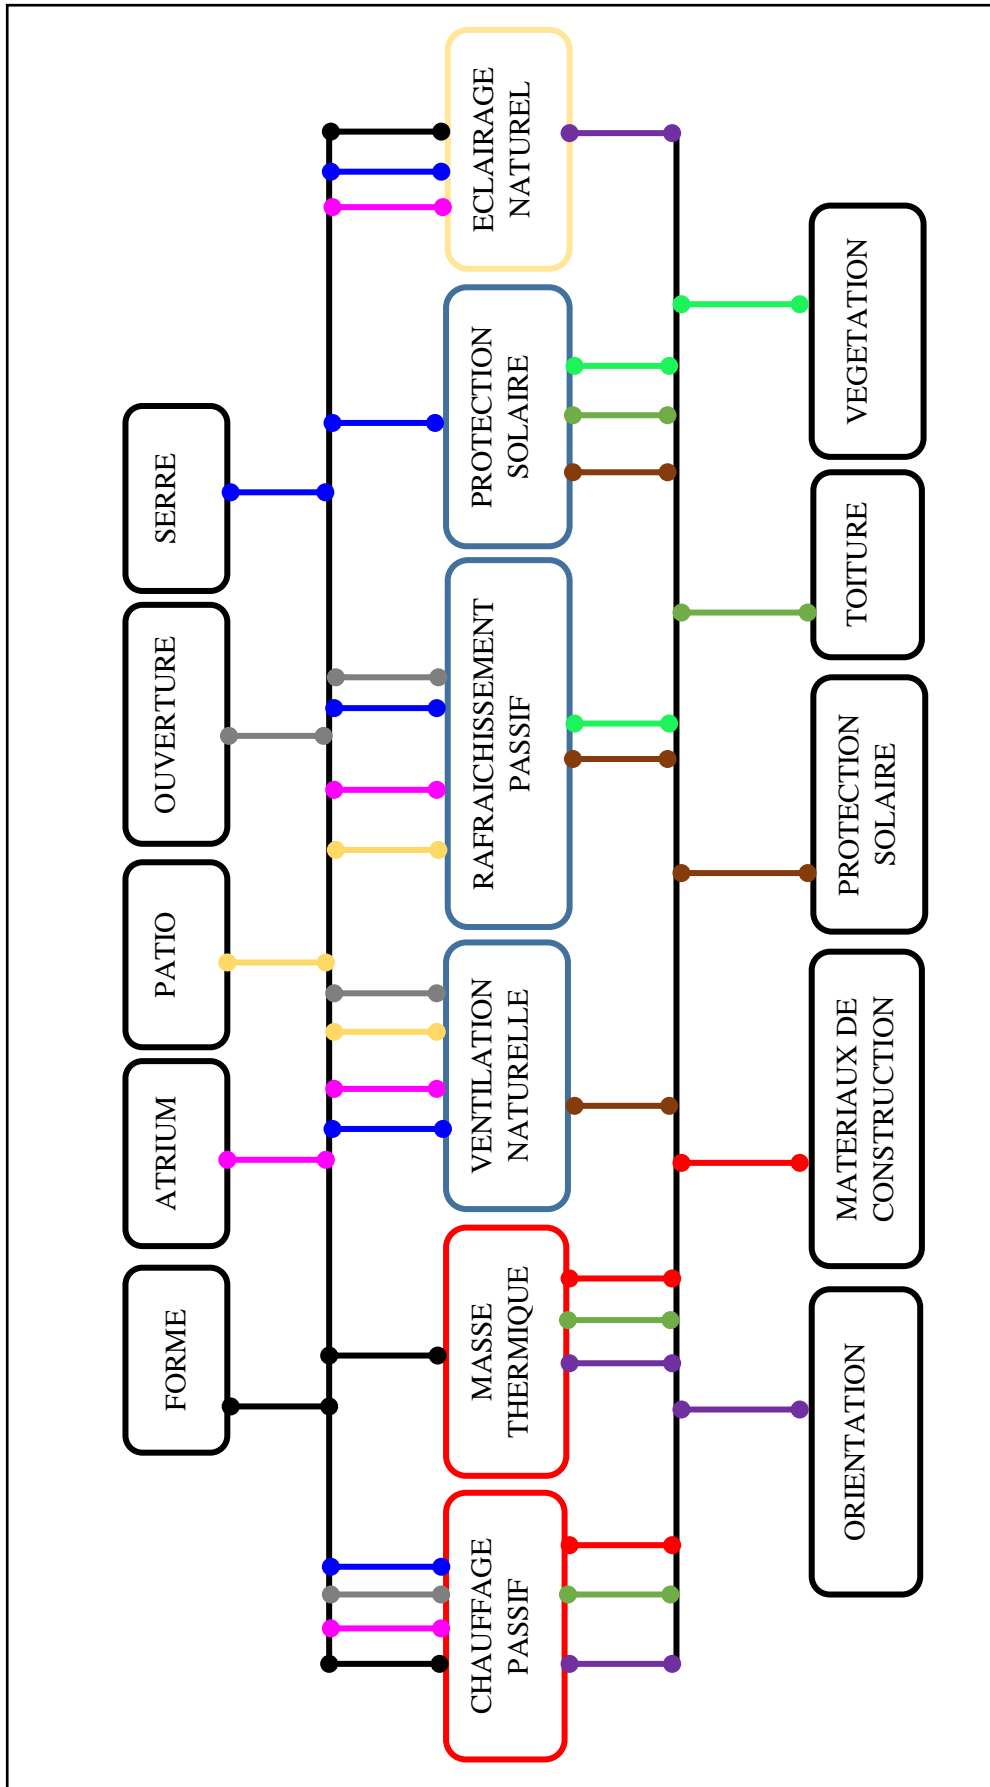 FORME
ATRIUM
PATIO
OUVERTURE
SERRE
CHAUFFAGE
PASSIF
MASSE
THERMIQUE
VENTILATION
NATURELLE
RAFRAICHISSEMENT
PASSIF
PROTECTION
SOLAIRE
ECLAIRAGE
NATUREL
ORIENTATION
MATERIAUX DE
CONSTRUCTION
PROTECTION
SOLAIRE
TOITURE
VEGETATION